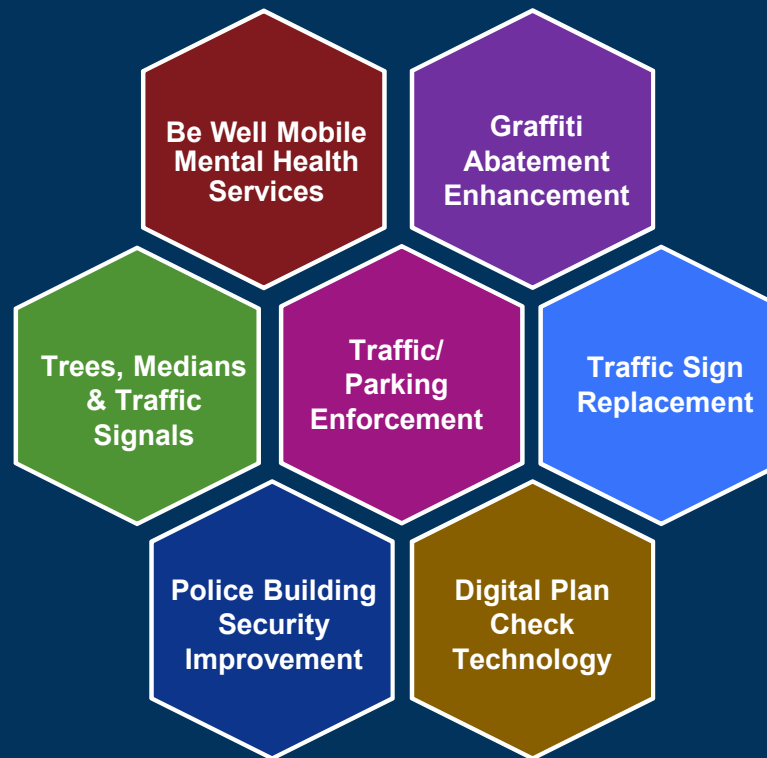 Be Well Mobile
Mental Health
Services
Graffiti
Abatement
Enhancement
Trees, Medians
& Traffic
Signals
Traffic/
Parking
Enforcement
Traffic Sign
Replacement
Police Building
Security
Improvement
Digital Plan
Check
Technology